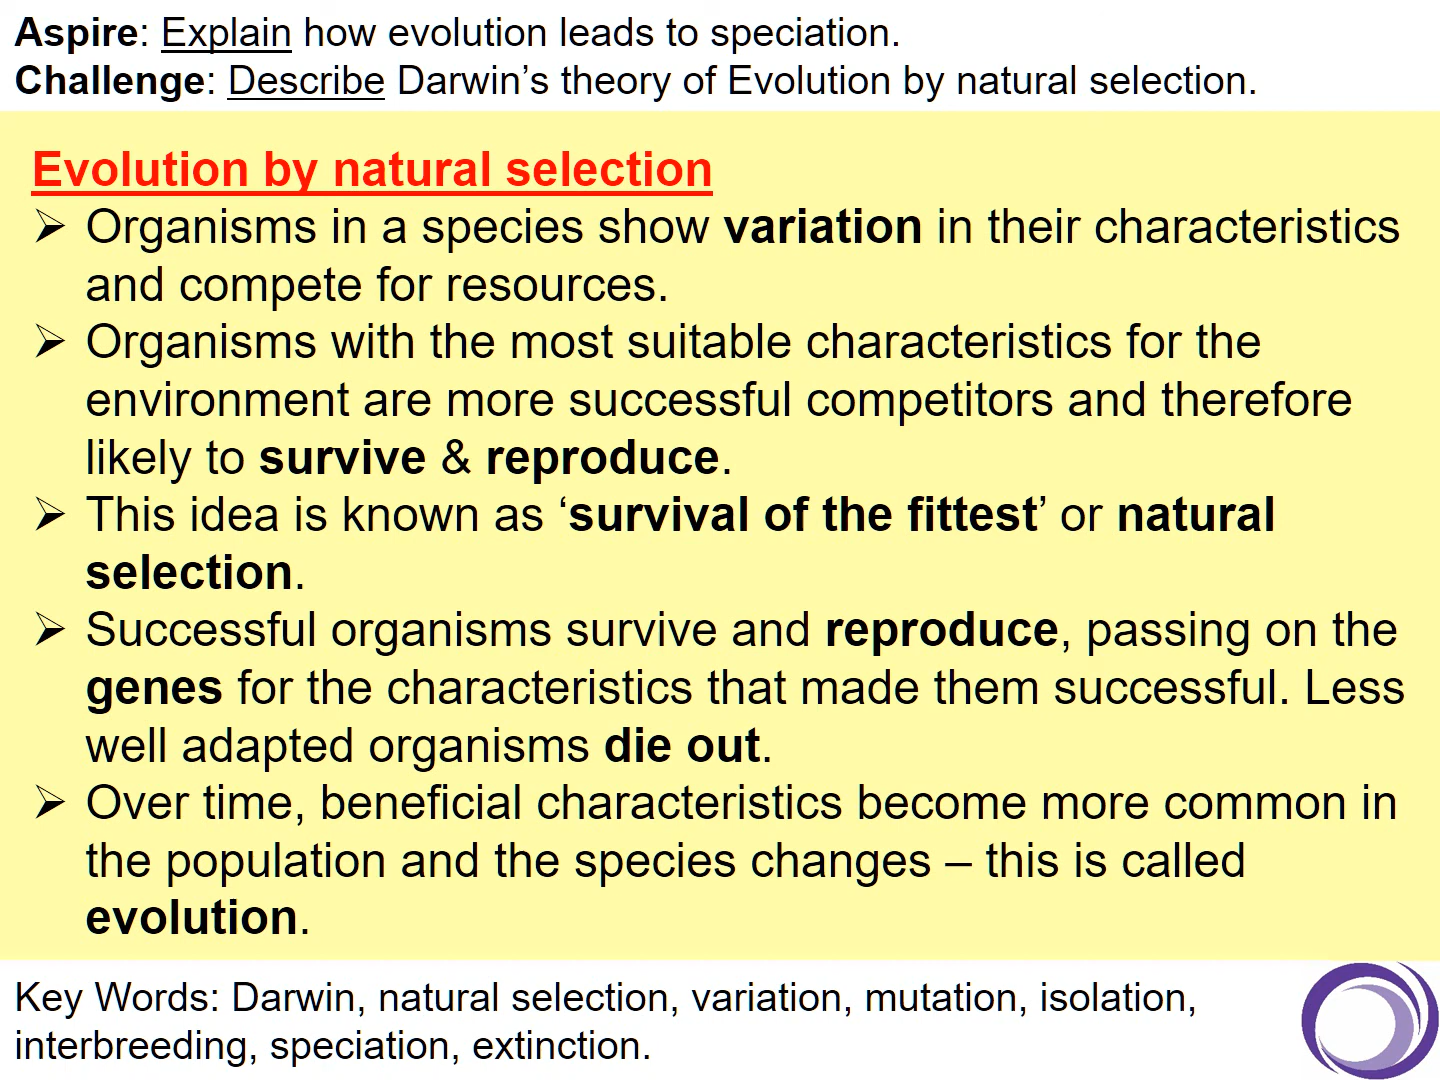 Aspire: Explain how evolution leads to speciation.
Challenge: Describe Darwin’s theory of Evolution by natural selection.
Evolution by natural selection
➢ Organisms in a species show variation in their characteristics
and compete for resources.
➢ Organisms with the most suitable characteristics for the
environment are more successful competitors and therefore
likely to survive & reproduce.
➢ This idea is known as ‘survival of the fittest’ or natural
selection.
➢ Successful organisms survive and reproduce, passing on the
genes for the characteristics that made them successful. Less
well adapted organisms die out.
➢ Over time, beneficial characteristics become more common in
the population and the species changes – this is called
evolution.
Key Words: Darwin, natural selection, variation, mutation, isolation,
interbreeding, speciation, extinction.